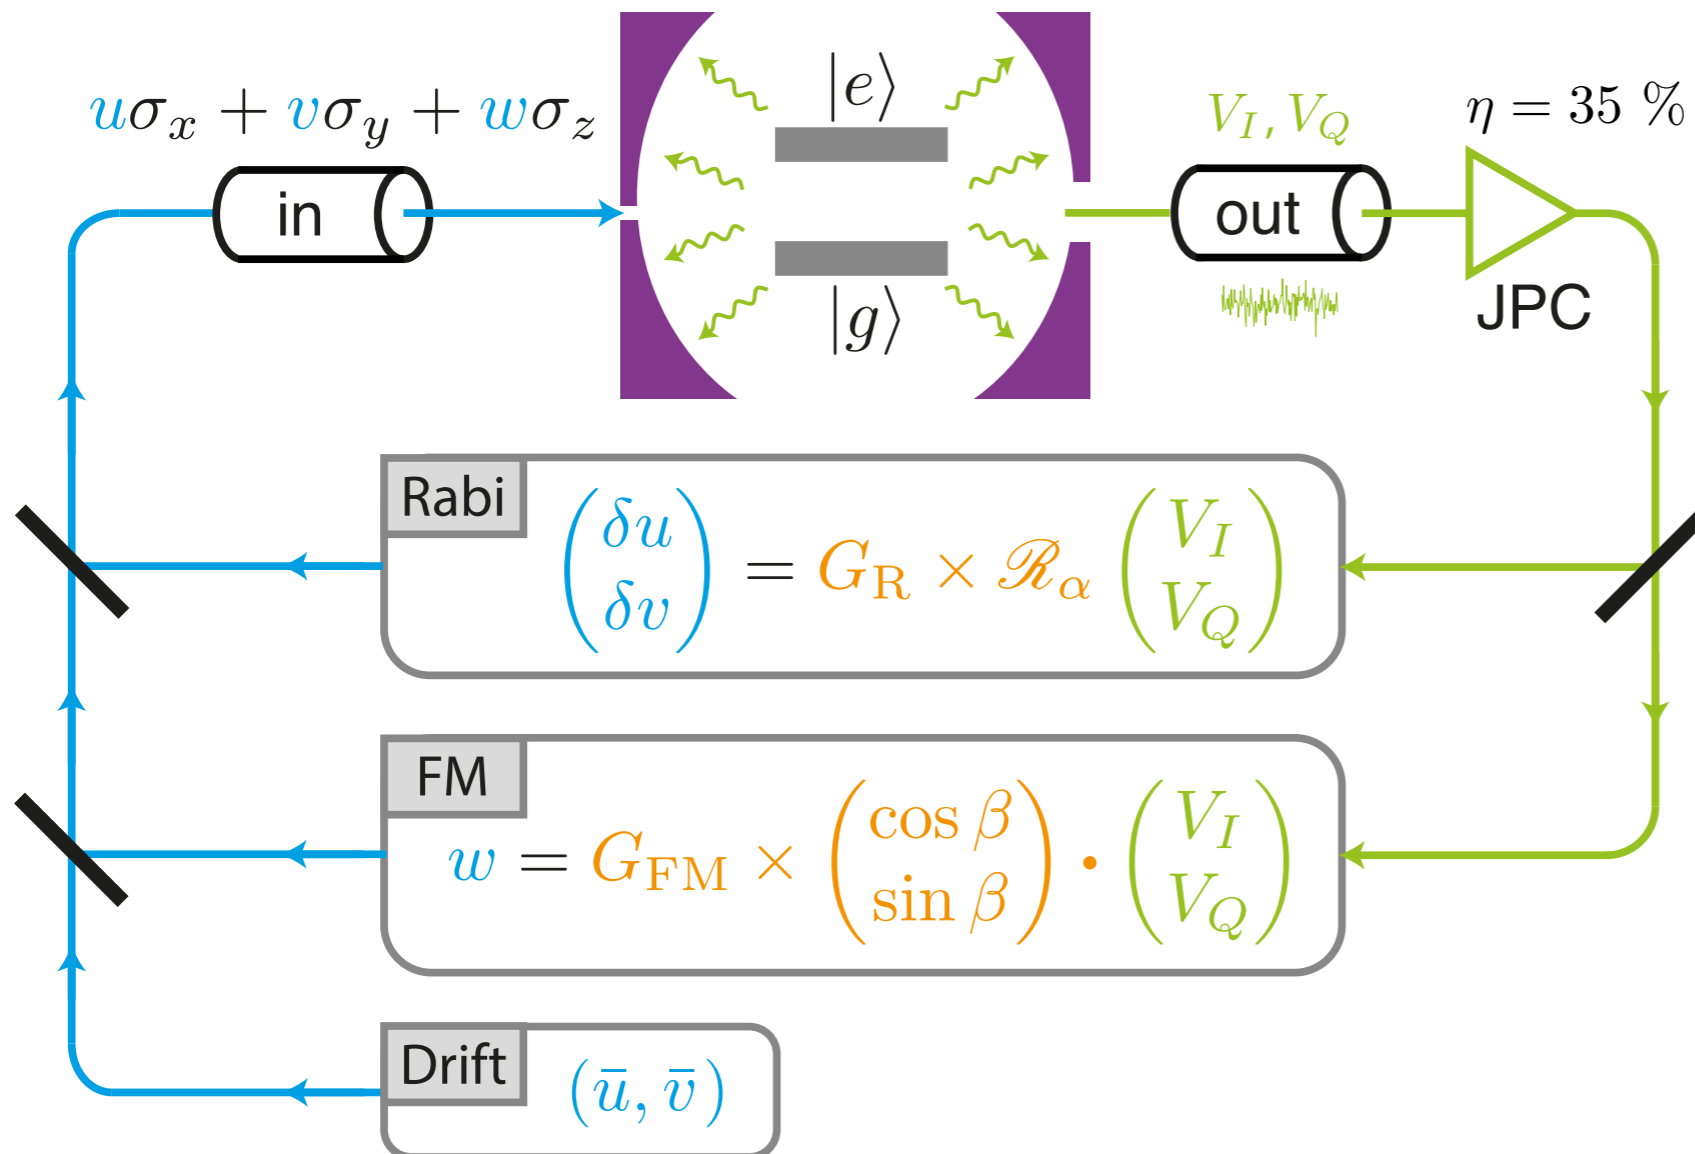 uσ_x + vσ_y + wσ_z
in
|e⟩
|g⟩
V_I, V_Q
out
η = 35 %
JPC
Rabi
(δu δv) = G_R × ℛ_α (V_I V_Q)
FM
w = G_FM × (cos β sin β) · (V_I V_Q)
Drift
(ū, v̄)